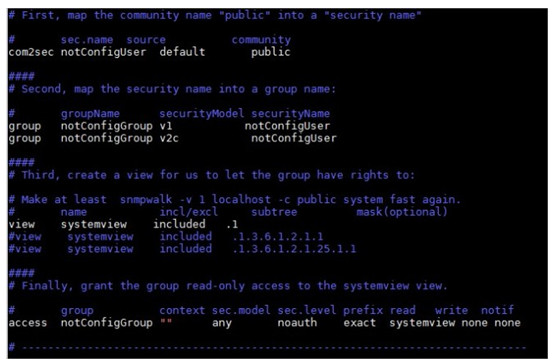 # First, map the community name "public" into a "security name"
# sec.name source community
com2sec notConfigUser default public
####
# Second, map the security name into a group name:
# groupName securityModel securityName
group notConfigGroup v1 notConfigUser
group notConfigGroup v2c notConfigUser
####
# Third, create a view for us to let the group have rights to:
# Make at least snmpwalk -v 1 localhost -c public system fast again.
# name incl/excl subtree mask(optional)
view systemview included .1
#view systemview included .1.3.6.1.2.1.1
#view systemview included .1.3.6.1.2.1.25.1.1
####
# Finally, grant the group read-only access to the systemview view.
# group context sec.model sec.level prefix read write notif
access notConfigGroup "" any noauth exact systemview none none
# -----------------------------------------------------------------------------